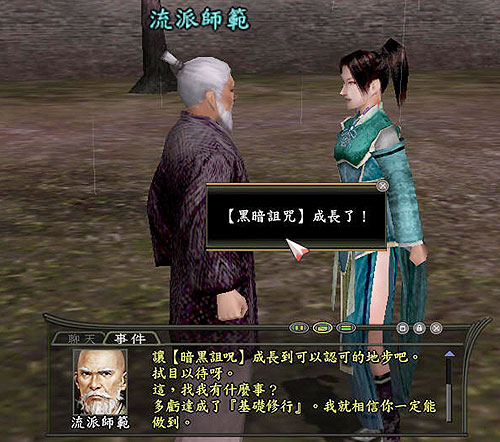 流派師範
【黑暗詛咒】成長了！
聊天 事件
讓【暗黑詛咒】成長到可以認可的地步吧。
拭目以待呀。
這，找我有什麼事？
多虧達成了『基礎修行』。我就相信你一定能
做到。
流派師範